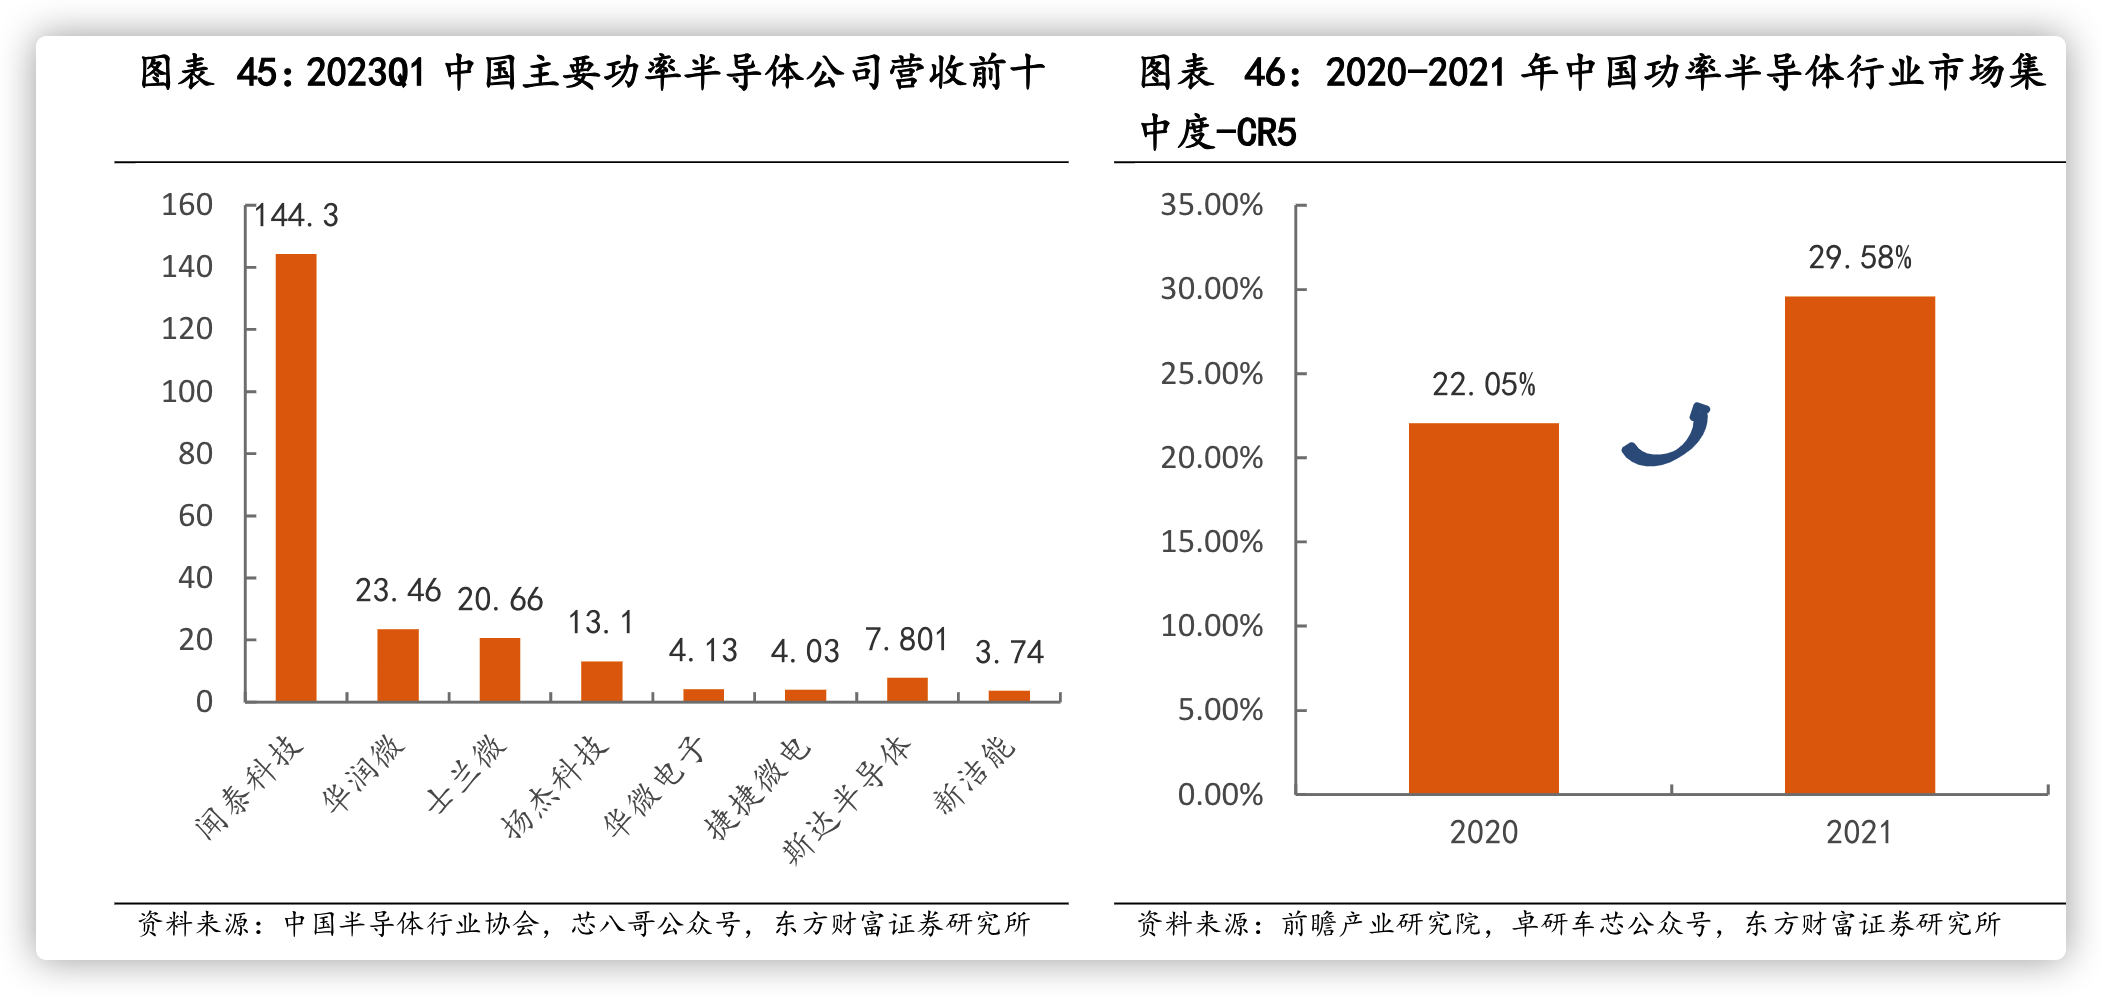 图表 45：2023Q1 中国主要功率半导体公司营收前十
160
140
120
100
80
60
40
20
0
144.3
23.46
20.66
13.1
4.13
4.03
7.801
3.74
闻泰科技
华润微
士兰微
扬杰科技
华微电子
捷捷微电
斯达半导体
新洁能
资料来源：中国半导体行业协会，芯八哥公众号，东方财富证券研究所
图表 46：2020-2021 年中国功率半导体行业市场集
中度-CR5
35.00%
30.00%
25.00%
20.00%
15.00%
10.00%
5.00%
0.00%
22.05%
29.58%
2020
2021
资料来源：前瞻产业研究院，卓研车芯公众号，东方财富证券研究所